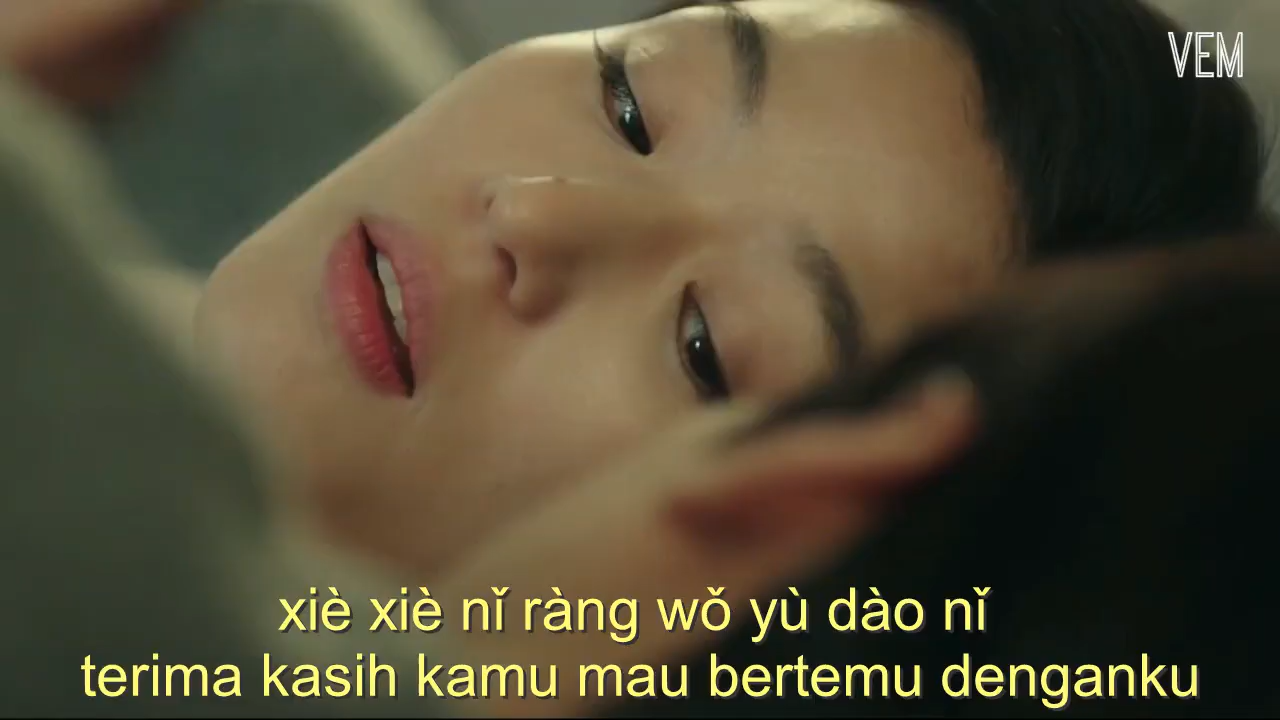 VEM
xiè xiè nǐ ràng wǒ yù dào nǐ
terima kasih kamu mau bertemu denganku